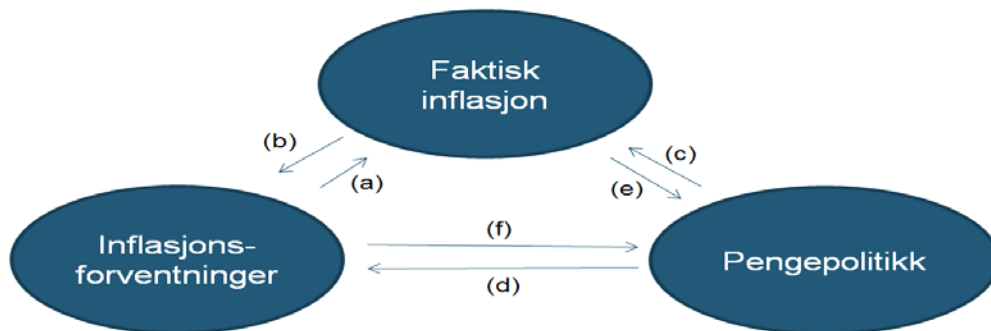 Faktisk
inflasjon
(b)
(a)
(c)
(e)
Inflasjons-
forventninger
(f)
(d)
Pengepolitikk